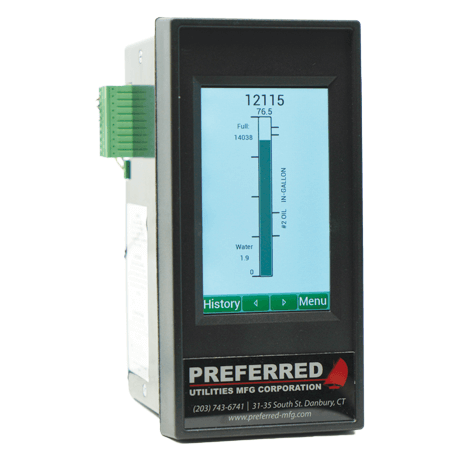 12115
76.5
Full:
14038
#2 OIL IN-GALLON
Water
1.9
0
History Menu
PREFERRED
UTILITIES MFG CORPORATION
(203) 743-6741 | 31-35 South St. Danbury, CT
www.preferred-mfg.com